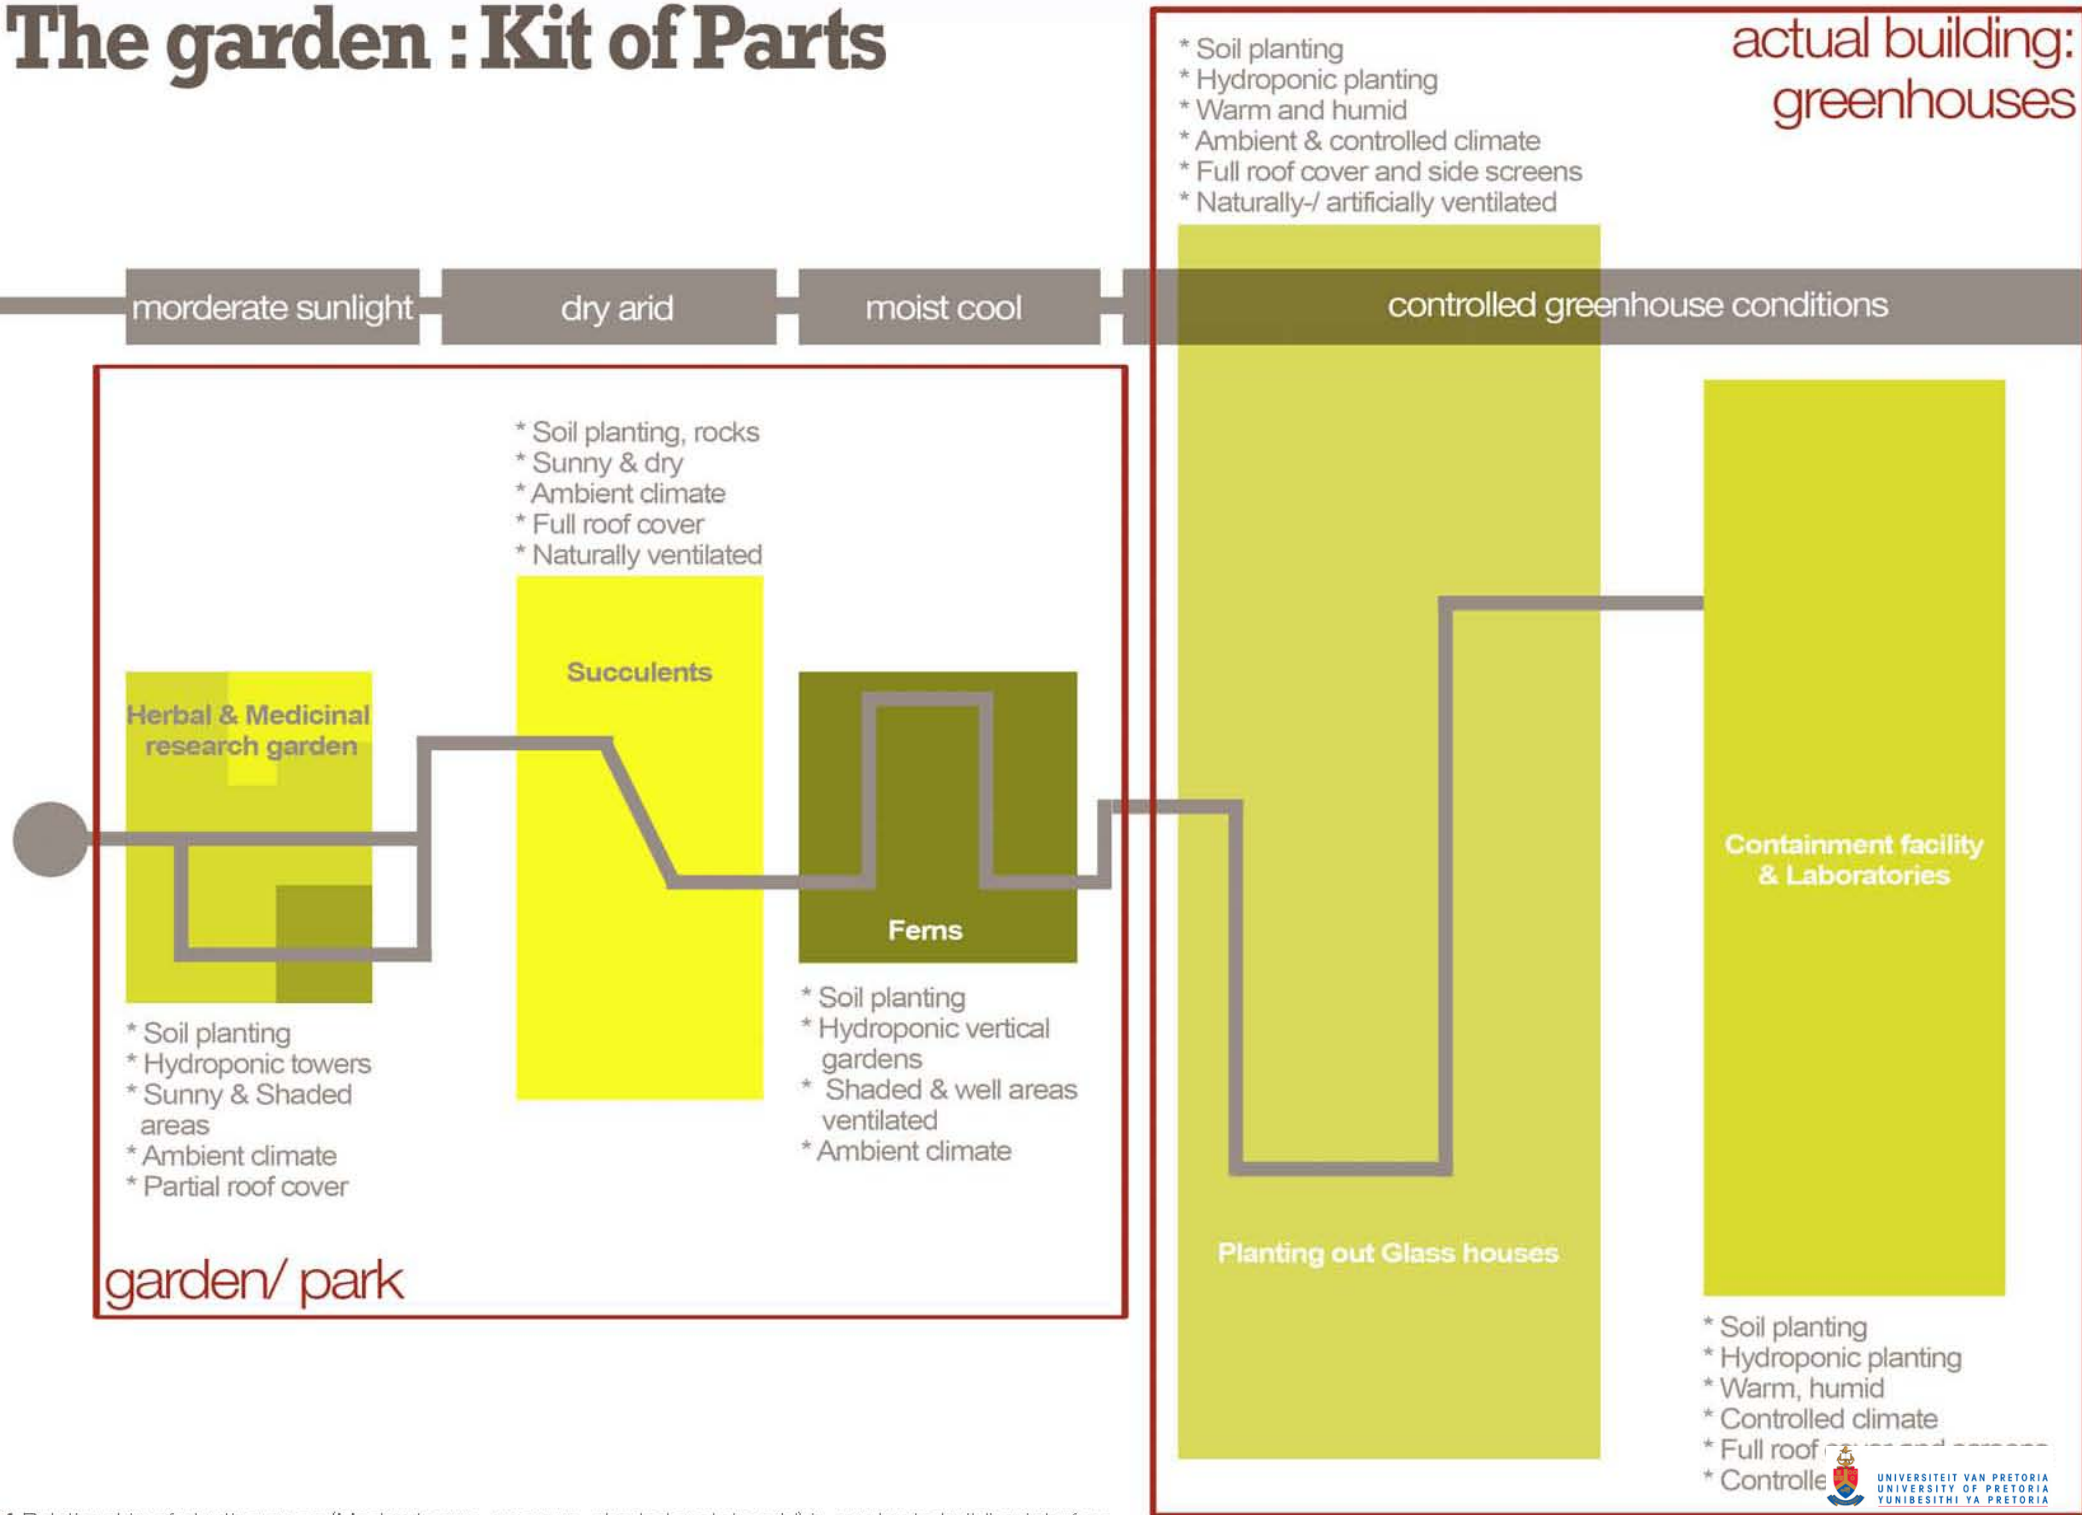 The garden : Kit of Parts
actual building:
greenhouses
* Soil planting
* Hydroponic planting
* Warm and humid
* Ambient & controlled climate
* Full roof cover and side screens
* Naturally-/ artificially ventilated
morderate sunlight
dry arid
moist cool
controlled greenhouse conditions
* Soil planting, rocks
* Sunny & dry
* Ambient climate
* Full roof cover
* Naturally ventilated
Succulents
Herbal & Medicinal
research garden
Ferns
Containment facility
& Laboratories
* Soil planting
* Hydroponic towers
* Sunny & Shaded
areas
* Ambient climate
* Partial roof cover
* Soil planting
* Hydroponic vertical
gardens
* Shaded & well areas
ventilated
* Ambient climate
Planting out Glass houses
garden/ park
* Soil planting
* Hydroponic planting
* Warm, humid
* Controlled climate
* Full roof
UNIVERSITEIT VAN PRETORIA
UNIVERSITY OF PRETORIA
YUNIBESITHI YA PRETORIA